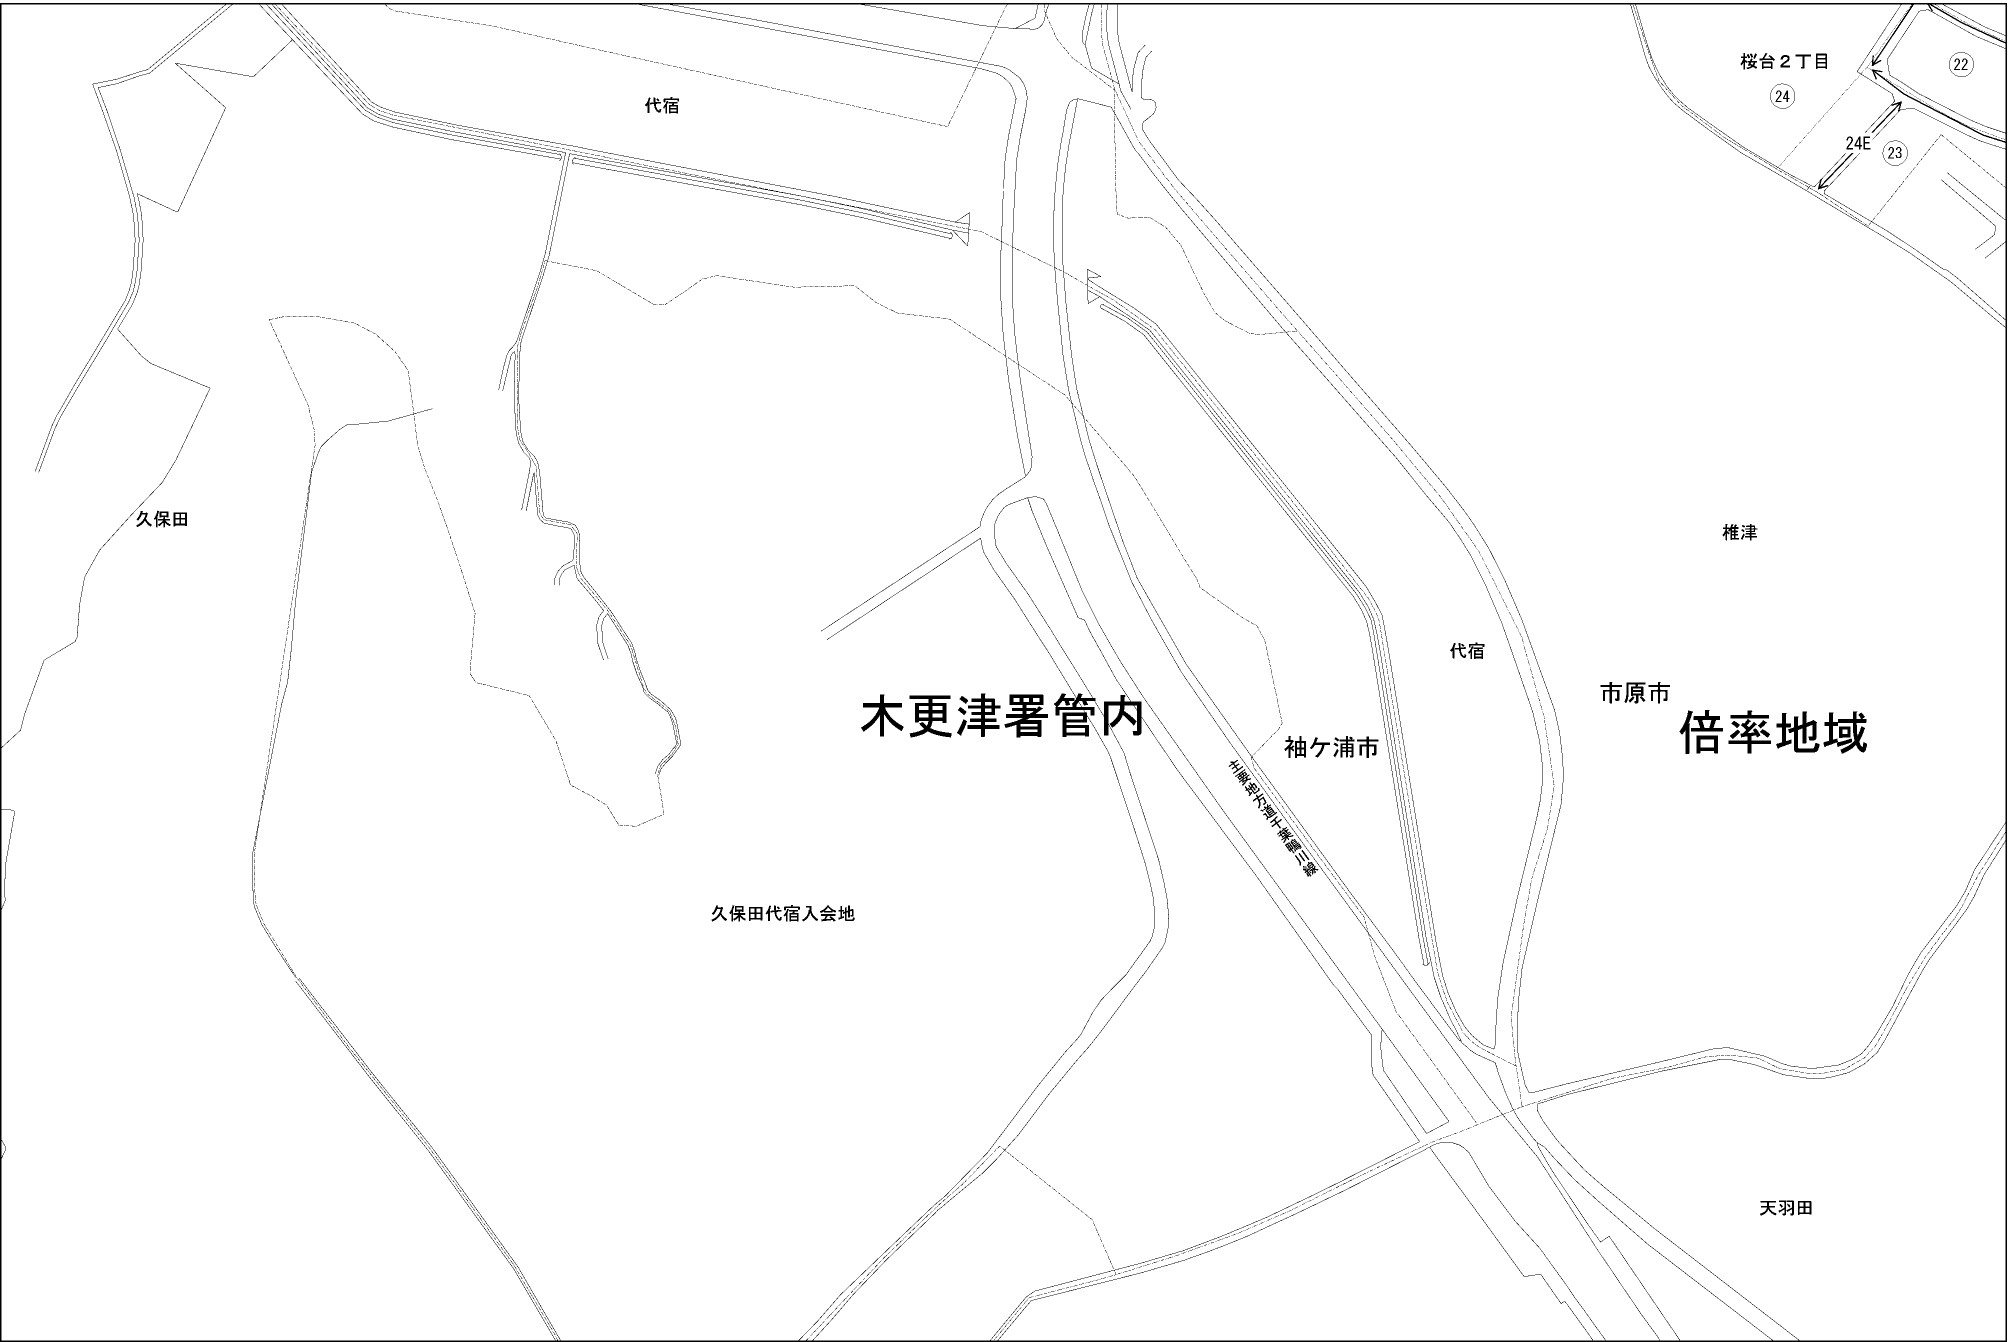 桜台2丁目
22
24
代宿
24E
23
久保田
椎津
代宿
市原市
木更津署管内
倍率地域
袖ケ浦市
主要地方道千葉鴨川線
久保田代宿入会地
天羽田